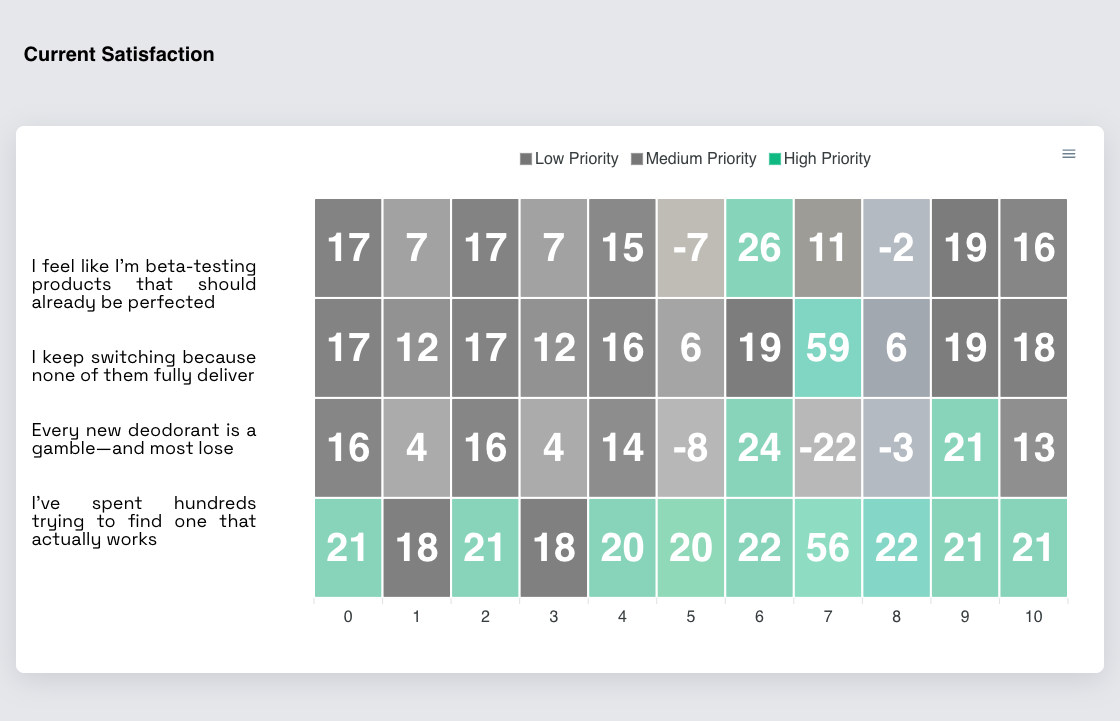 Current Satisfaction
Low Priority Medium Priority High Priority
I feel like I'm beta-testing
products that should
already be perfected
I keep switching because
none of them fully deliver
Every new deodorant is a
gamble—and most lose
I've spent hundreds
trying to find one that
actually works
17 7 17 7 15 -7 26 11 -2 19 16
17 12 17 12 16 6 19 59 6 19 18
16 4 16 4 14 -8 24 -22 -3 21 13
21 18 21 18 20 20 22 56 22 21 21
0 1 2 3 4 5 6 7 8 9 10